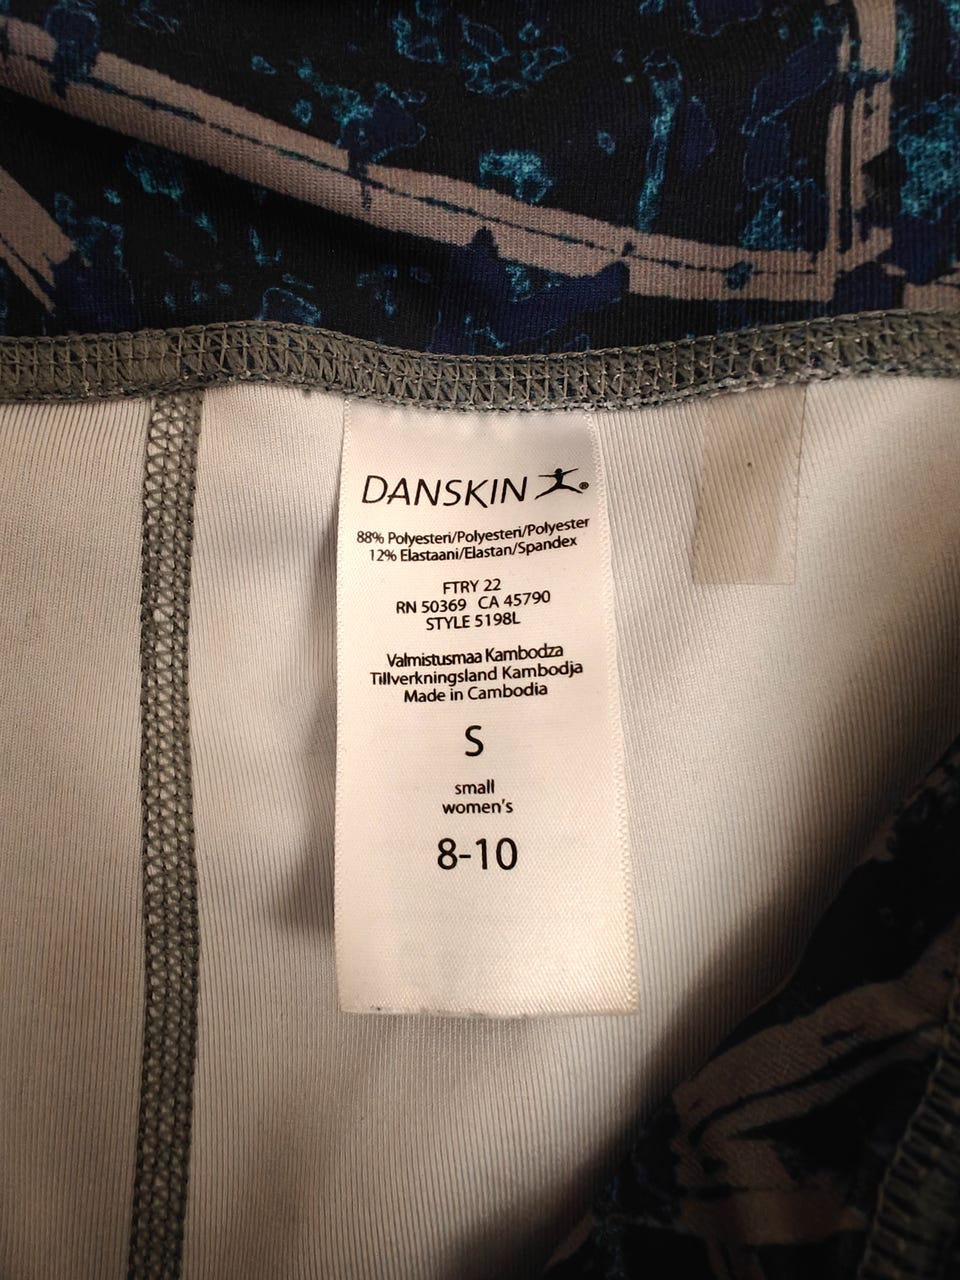 DANSKIN ®
88% Polyesteri/Polyesteri/Polyester
12% Elastaani/Elastan/Spandex
FTRY 22
RN 50369 CA 45790
STYLE 5198L
Valmistusmaa Kambodza
Tillverkningsland Kambodja
Made in Cambodia
S
small
women's
8-10